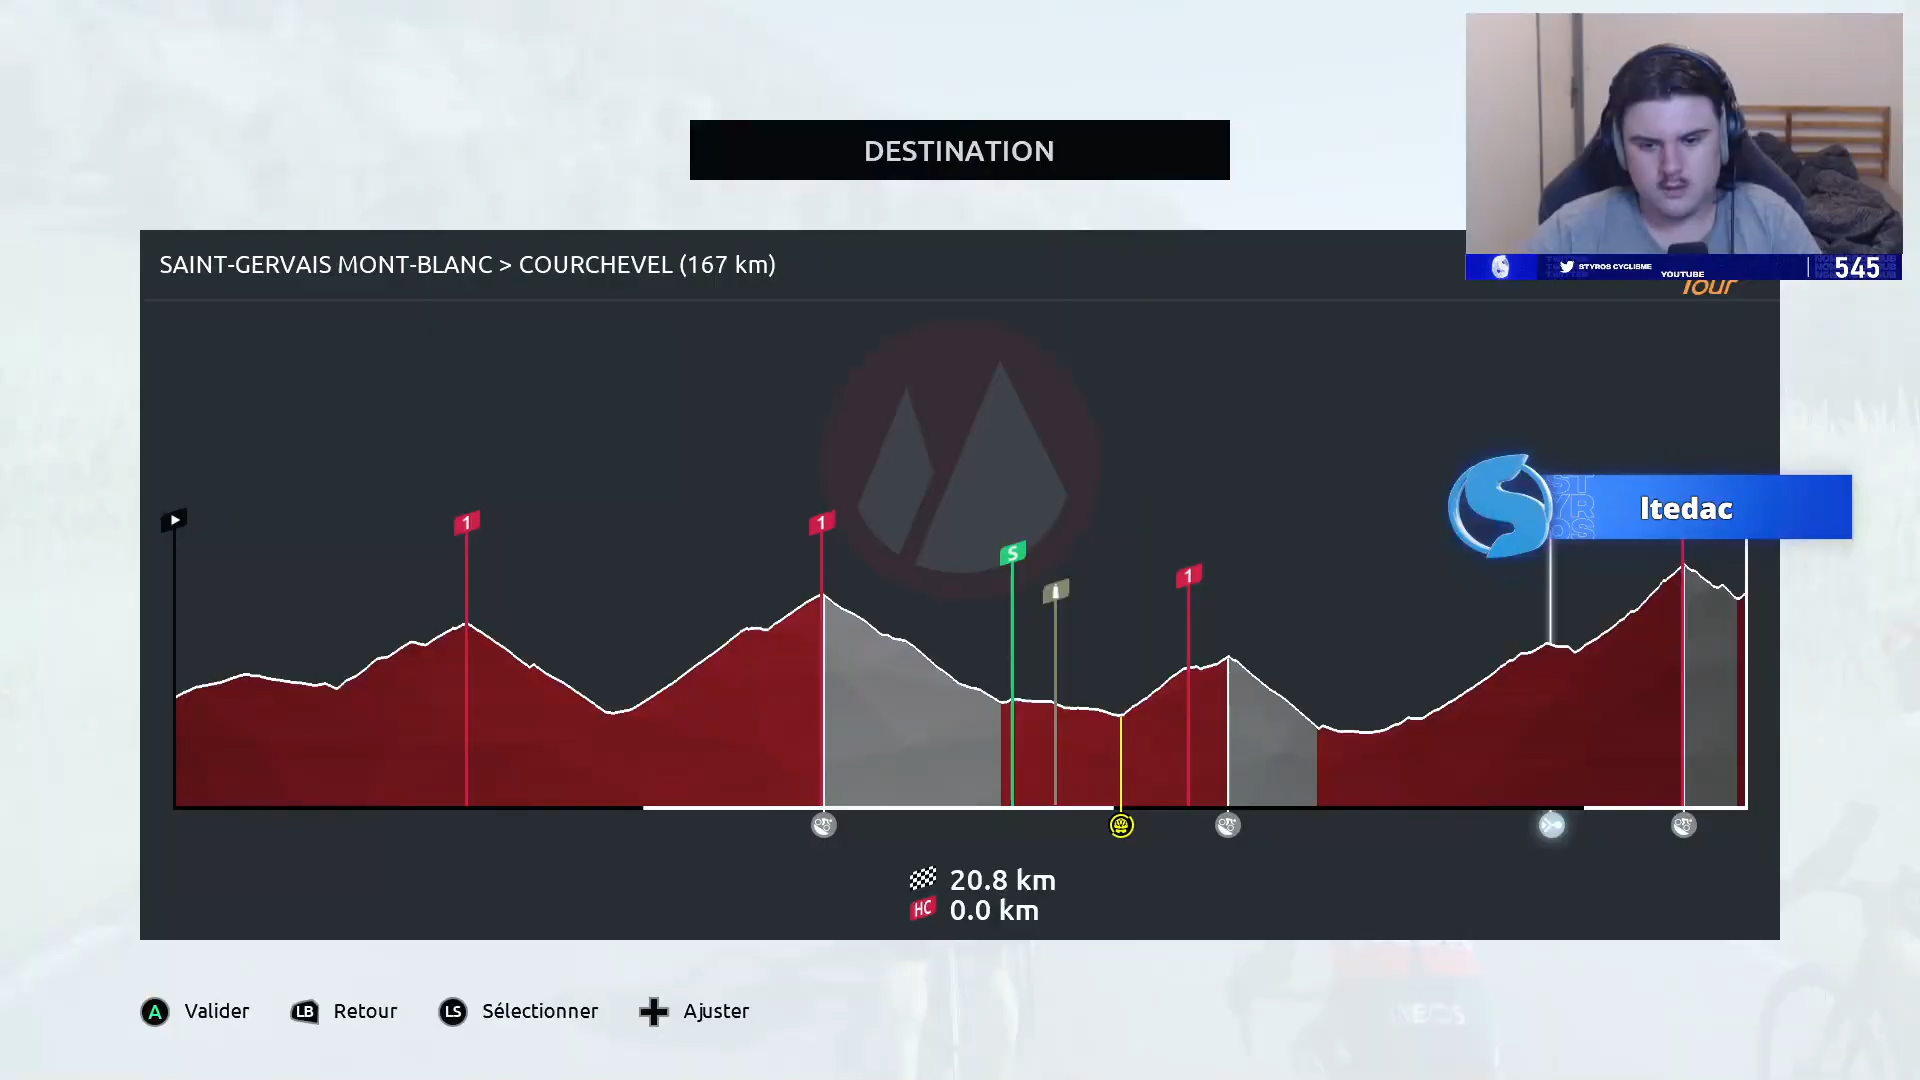 DESTINATION
SAINT-GERVAIS MONT-BLANC > COURCHEVEL (167 km)
STYROS CYCLISME
YOUTUBE
545
Tour
Itedac
1
1
S
1
20.8 km
HC 0.0 km
A Valider
LB Retour
LS Sélectionner
Ajuster
INEOS